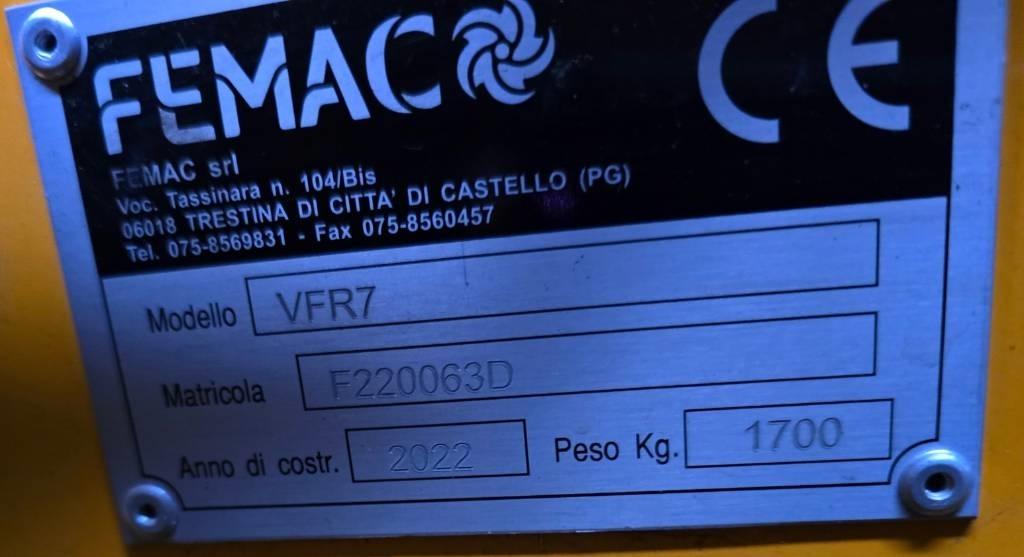 FEMAC CE
FEMAC srl
Voc. Tassinara n. 104/Bis
06018 TRESTINA DI CITTA' DI CASTELLO (PG)
Tel. 075-8569831 - Fax 075-8560457
Modello VFR7
Matricola F220063D
Anno di costr. 2022 Peso Kg. 1700